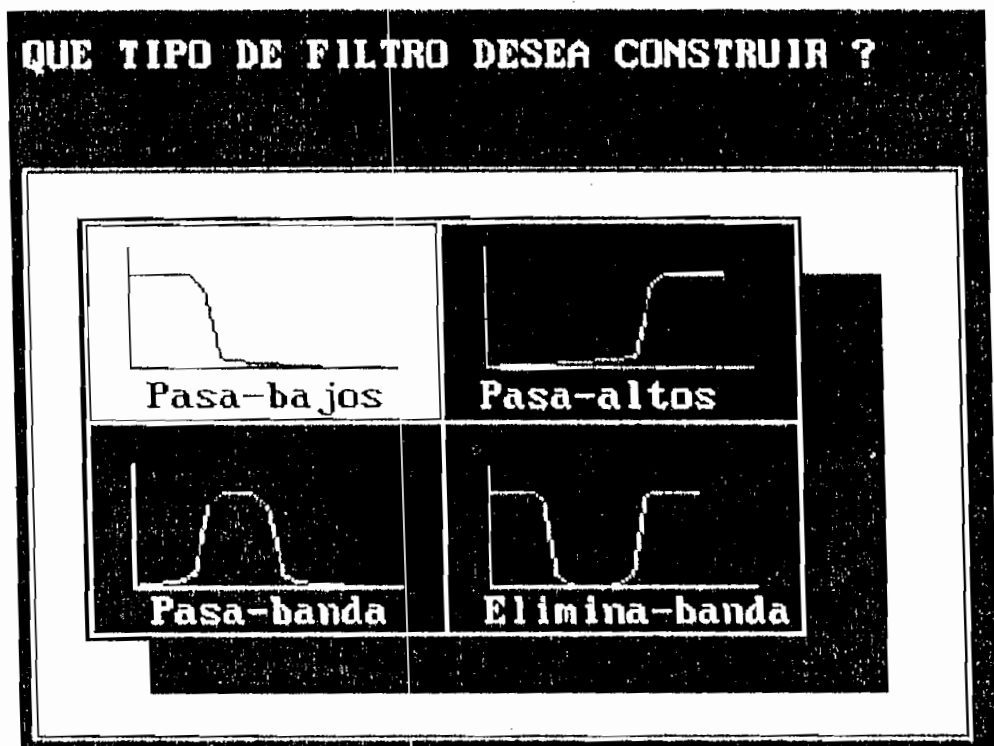 QUE TIPO DE FILTRO DESEA CONSTRUIR ?
Pasa-bajos
Pasa-altos
Pasa-banda
Elimina-banda